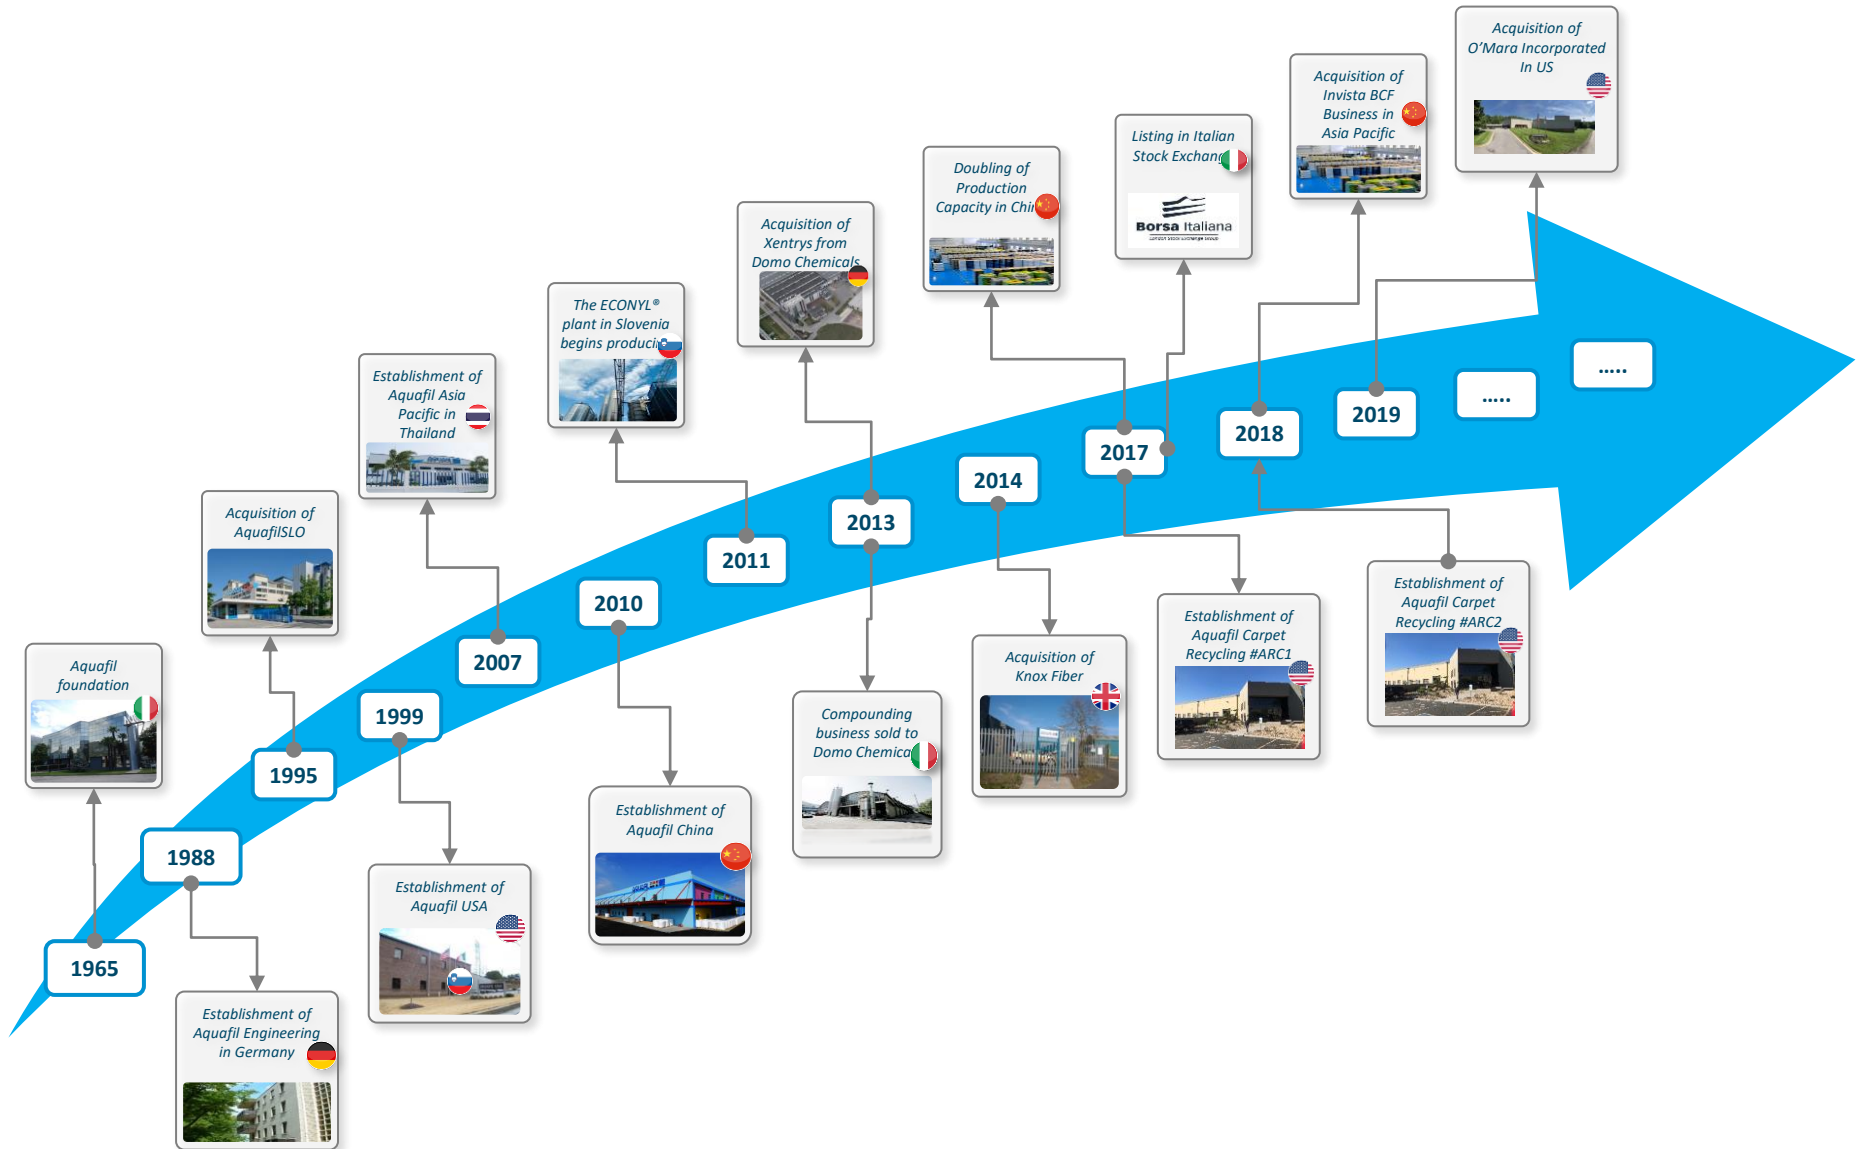 Acquisition of
O'Mara Incorporated
In US
Acquisition of
Invista BCF
Business in
Asia Pacific
Listing in Italian
Stock Exchang
Borsa Italiana
London Stock Exchange Group
Doubling of
Production
Capacity in Chin
Acquisition of
Xentrys from
Domo Chemicals
The ECONYL®
plant in Slovenia
begins produci
Establishment of
Aquafil Asia
Pacific in
Thailand
Acquisition of
AquafilSLO
Aquafil
foundation
1965
1988
1995
1999
2007
2010
2011
2013
2014
2017
2018
2019
.....
.....
Establishment of
Aquafil Engineering
in Germany
Establishment of
Aquafil USA
Establishment of
Aquafil China
Compounding
business sold to
Domo Chemica
Acquisition of
Knox Fiber
Establishment of
Aquafil Carpet
Recycling #ARC1
Establishment of
Aquafil Carpet
Recycling #ARC2